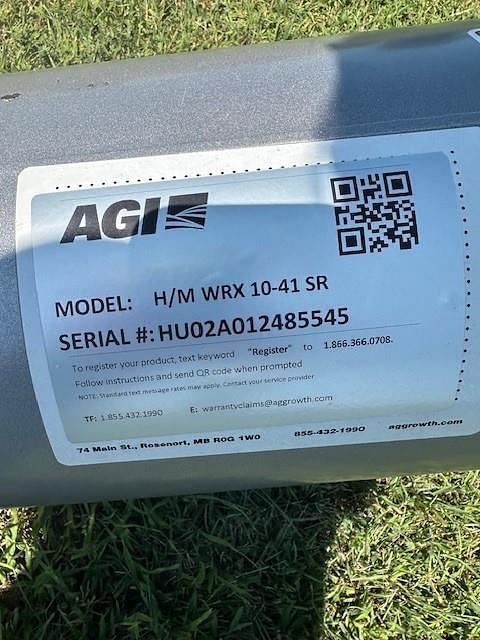 AGI
MODEL: H/M WRX 10-41 SR
SERIAL #: HU02A012485545
To register your product, text keyword "Register" to 1.866.366.0708.
Follow instructions and send QR code when prompted
NOTE: Standard text message rates may apply. Contact your service provider
TF: 1.855.432.1990 E: warrantyclaims@aggrowth.com
74 Main St., Rosenort, MB R0G 1W0 855-432-1990 aggrowth.com